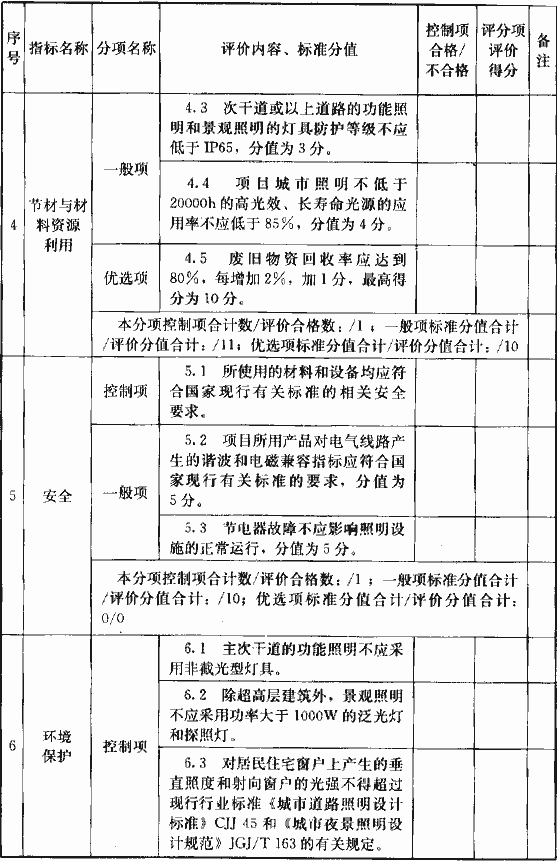 序号
指标名称
分项名称
评价内容、标准分值
控制项
合格/
不合格
评分项
评价
得分
备注
4
节材与材
料资源
利用
一般项
4.3 次干道或以上道路的功能照
明和景观照明的灯具防护等级不应
低于IP65，分值为3分。
4.4 项目城市照明不低于
20000h的高光效、长寿命光源的应
用率不应低于85%，分值为4分。
优选项
4.5 废旧物资回收率应达到
80%，每增加2%，加1分，最高得
分为10分。
本分项控制项合计数/评价合格数：/1；一般项标准分值合计
/评价分值合计：/11；优选项标准分值合计/评价分值合计：/10
5
安全
控制项
5.1 所使用的材料和设备均应符
合国家现行有关标准的相关安全
要求。
一般项
5.2 项目所用产品对电气线路产
生的谐波和电磁兼容指标应符合国
家现行有关标准的要求，分值为
5分。
5.3 节电器故障不应影响照明设
施的正常运行，分值为5分。
本分项控制项合计数/评价合格数：/1；一般项标准分值合计
/评价分值合计：/10；优选项标准分值合计/评价分值合计：
0/0
6
环境
保护
控制项
6.1 主次干道的功能照明不应采
用非截光型灯具。
6.2 除超高层建筑外，景观照明
不应采用功率大于1000W的泛光灯
和探照灯。
6.3 对居民住宅窗户上产生的垂
直照度和射向窗户的光强不得超过
现行行业标准《城市道路照明设计
标准》CJJ 45和《城市夜景照明设
计规范》JGJ/T 163的有关规定。